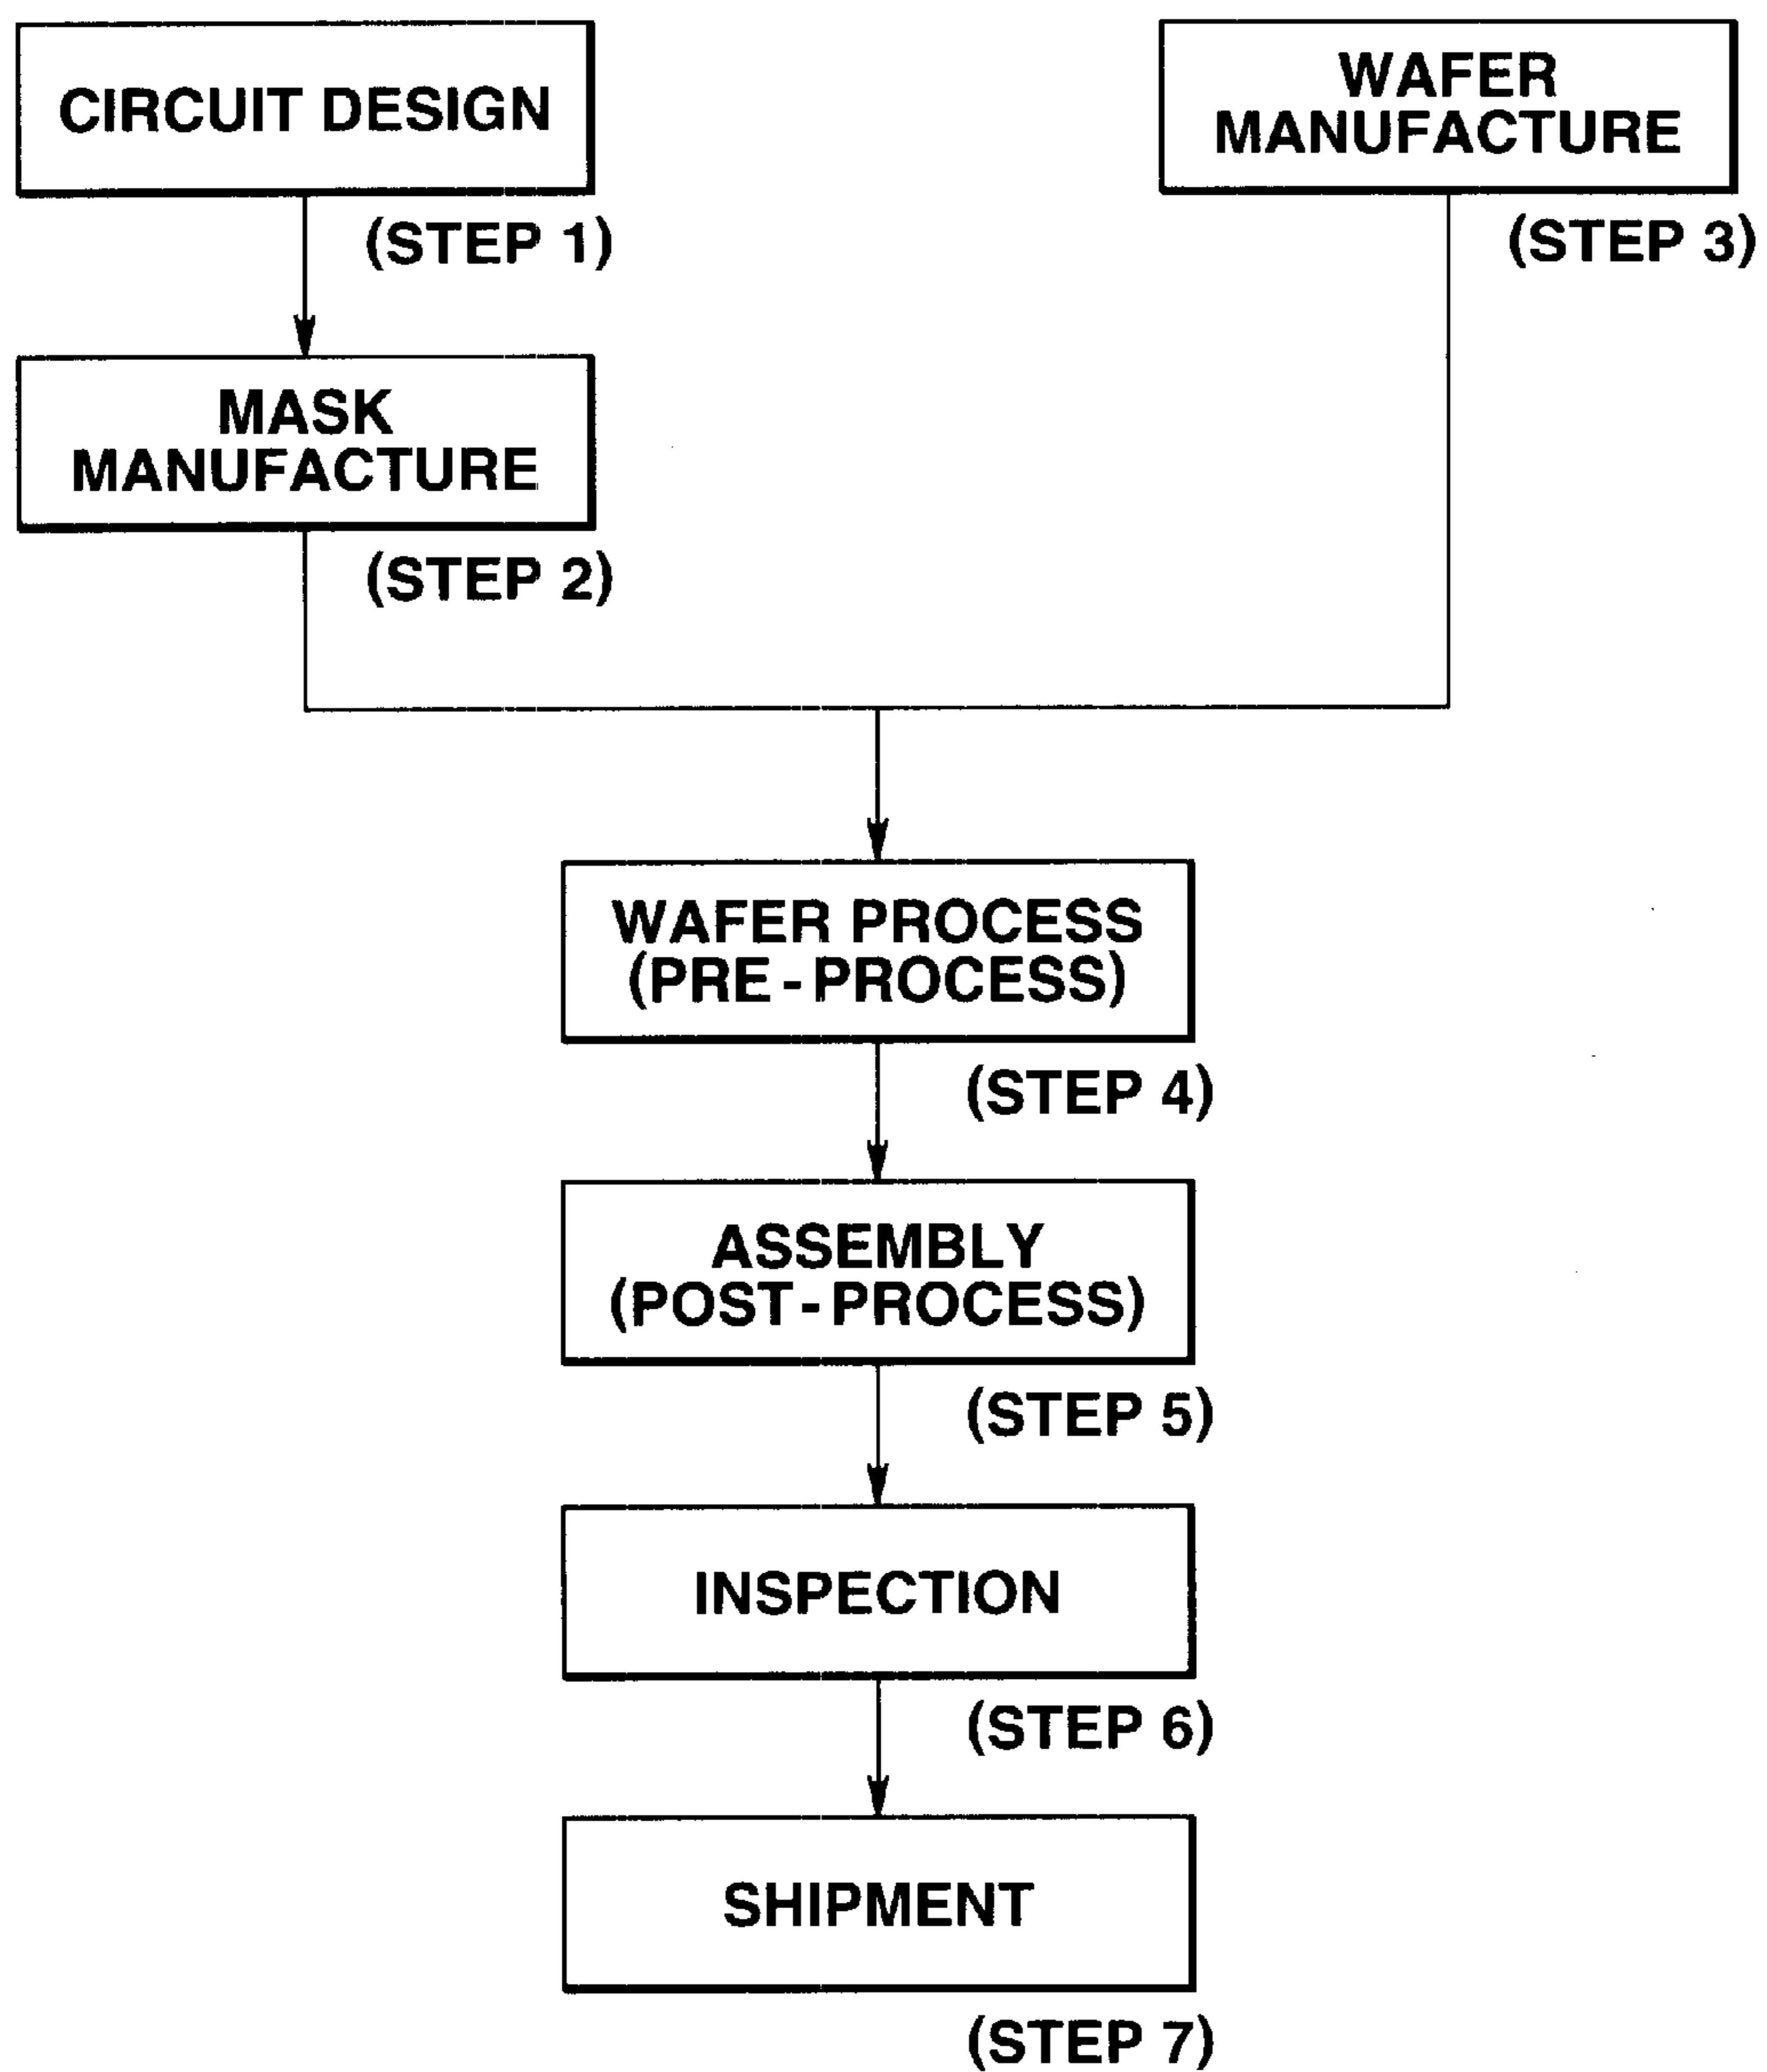 CIRCUIT DESIGN
(STEP 1)
MASK
MANUFACTURE
(STEP 2)
WAFER
MANUFACTURE
(STEP 3)
WAFER PROCESS
(PRE-PROCESS)
(STEP 4)
ASSEMBLY
(POST-PROCESS)
(STEP 5)
INSPECTION
(STEP 6)
SHIPMENT
(STEP 7)